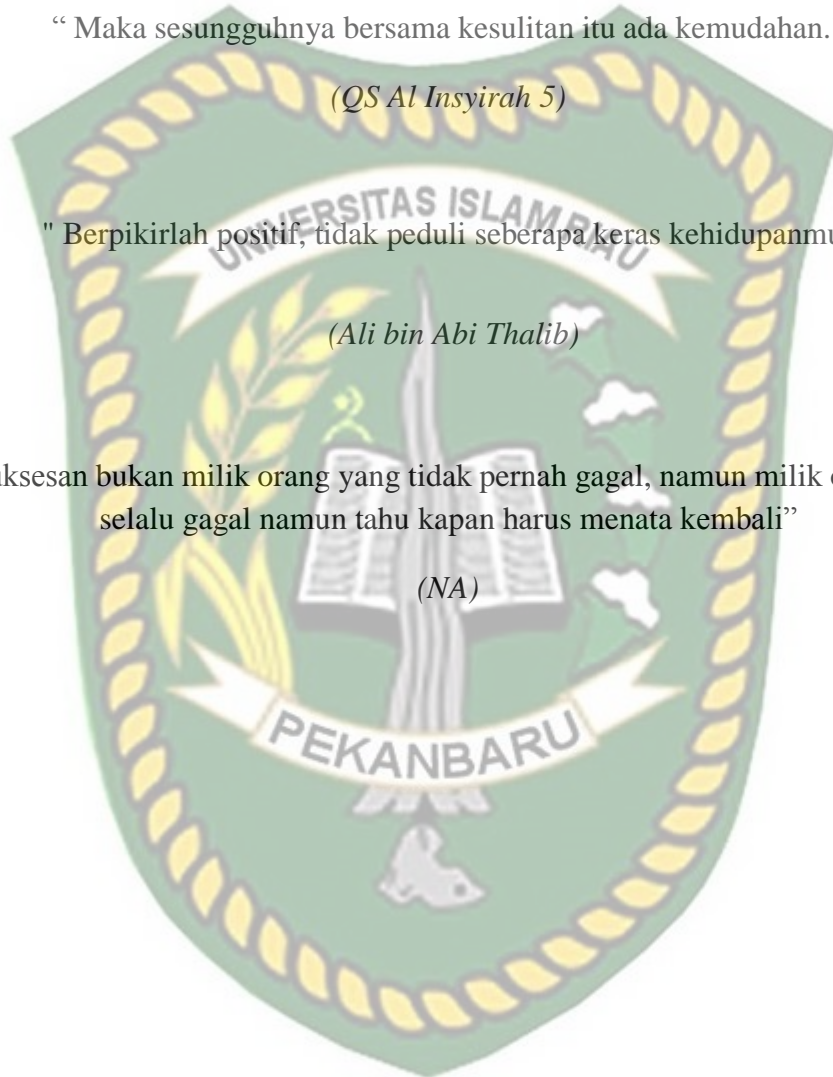 “ Maka sesungguhnya bersama kesulitan itu ada kemudahan.
(QS Al Insyirah 5)
UNIVERSITAS ISLAM RIAU
" Berpikirlah positif, tidak peduli seberapa keras kehidupanmu
(Ali bin Abi Thalib)
bukan milik orang yang tidak pernah gagal, namun milik
selalu gagal namun tahu kapan harus menata kembali”
(NA)
PEKANBARU